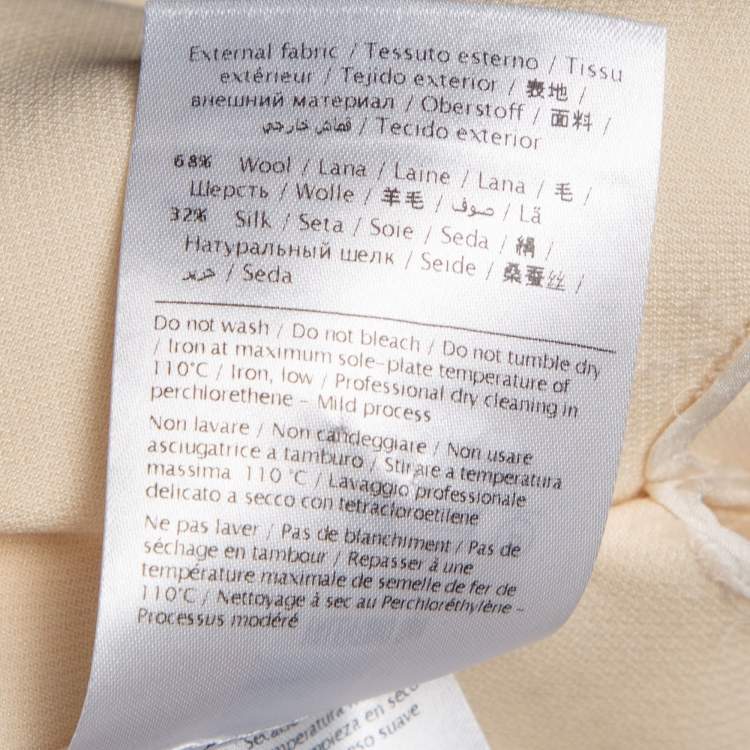 External fabric / Tessuto esterno / Tissu
extérieur / Tejido exterior / 表地 /
внешний материал / Oberstoff / 面料 /
قماش خارجي / Tecido exterior
68% Wool / Lana / Laine / Lana / 毛 /
Шерсть / Wolle / 羊毛 / صوف / Lã
32% Silk / Seta / Soie / Seda / 絹 /
Натуральный шелк / Seide / 桑蚕丝 /
حرير / Seda
Do not wash / Do not bleach / Do not tumble dry
/ Iron at maximum sole-plate temperature of
110°C / Iron, low / Professional dry cleaning in
perchlorethene - Mild process
Non lavare / Non candeggiare / Non usare
asciugatrice a tamburo / Stirare a temperatura
massima 110 °C / Lavaggio professionale
delicato a secco con tetracloroetilene
Ne pas laver / Pas de blanchiment / Pas de
séchage en tambour / Repasser à une
température maximale de semelle de fer de
110°C / Nettoyage à sec au Perchloréthylène -
Processus modéré
en seco
suave